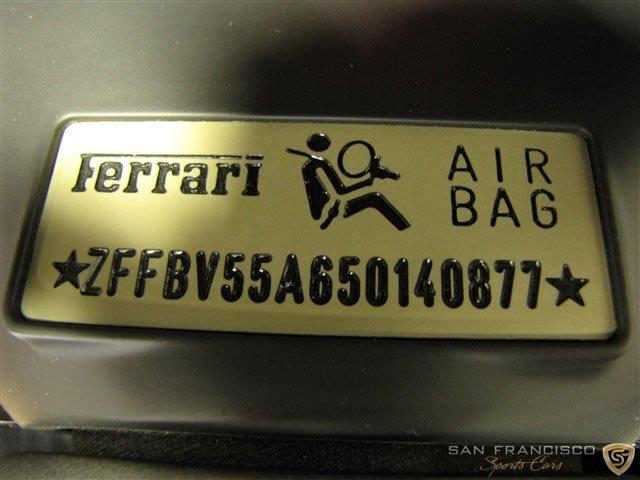 Ferrari
AIR
BAG
★ZFFBV55A650140877★
SAN FRANCISCO
Sports Cars